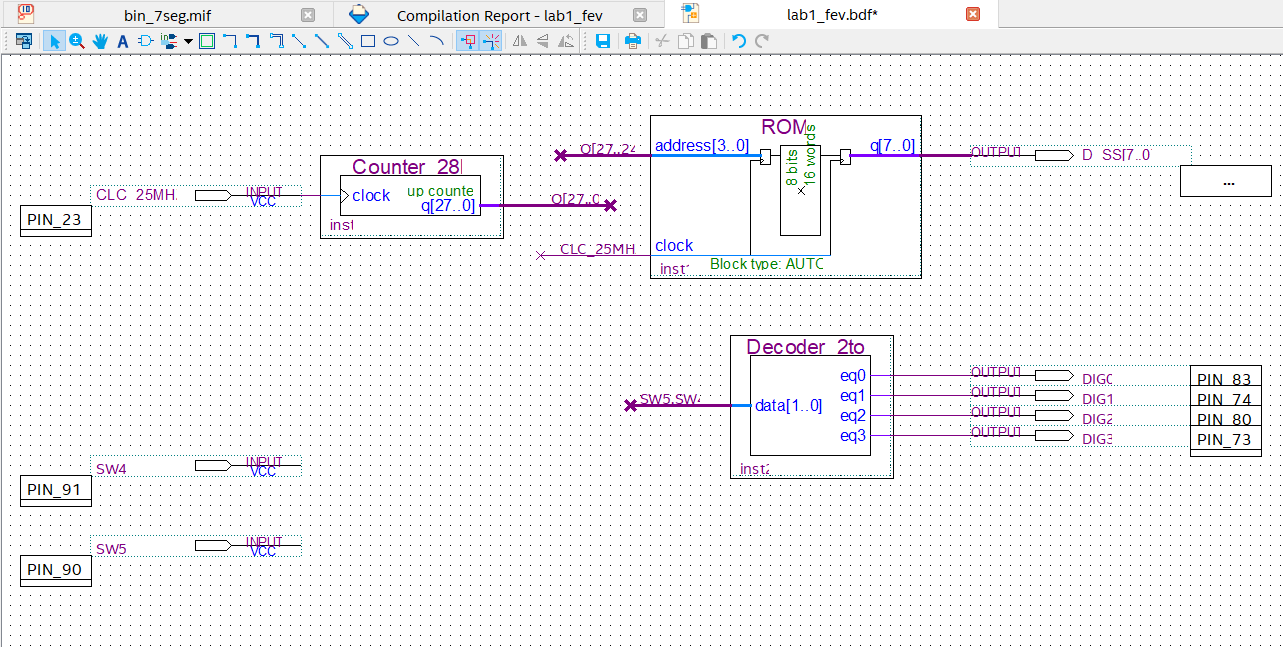 bin_7seg.mif
Compilation Report - lab1_fev
lab1_fev.bdf*
ROM
address[3..0]
q[7..0]
8 bits
16 words
clock
Block type: AUTO
inst1
Q[27..24
OUTPUT
D_SS[7..0
...
Counter_28
clock
up counte
q[27..0]
inst
CLC_25MH
INPUT
VCC
PIN_23
Q[27..0
CLC_25MH
Decoder_2to
eq0
eq1
eq2
eq3
data[1..0]
inst2
SW5,SW4
OUTPUT
DIG0
PIN_83
OUTPUT
DIG1
PIN_74
OUTPUT
DIG2
PIN_80
OUTPUT
DIG3
PIN_73
SW4
INPUT
VCC
PIN_91
SW5
INPUT
VCC
PIN_90